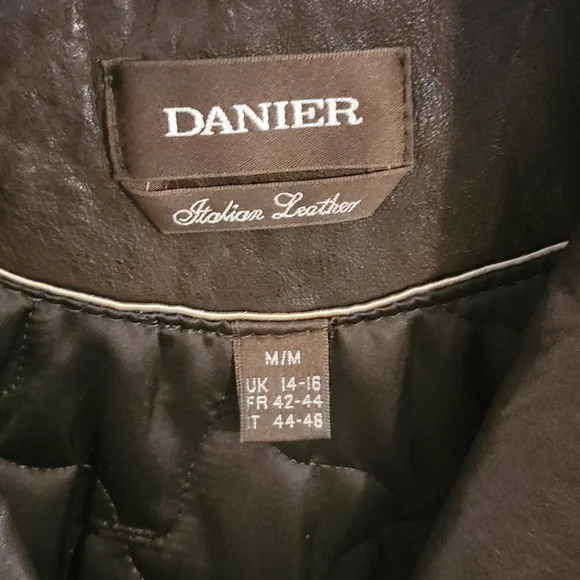 DANIER
Italian Leather
M/M
UK 14-16
FR 42-44
IT 44-46